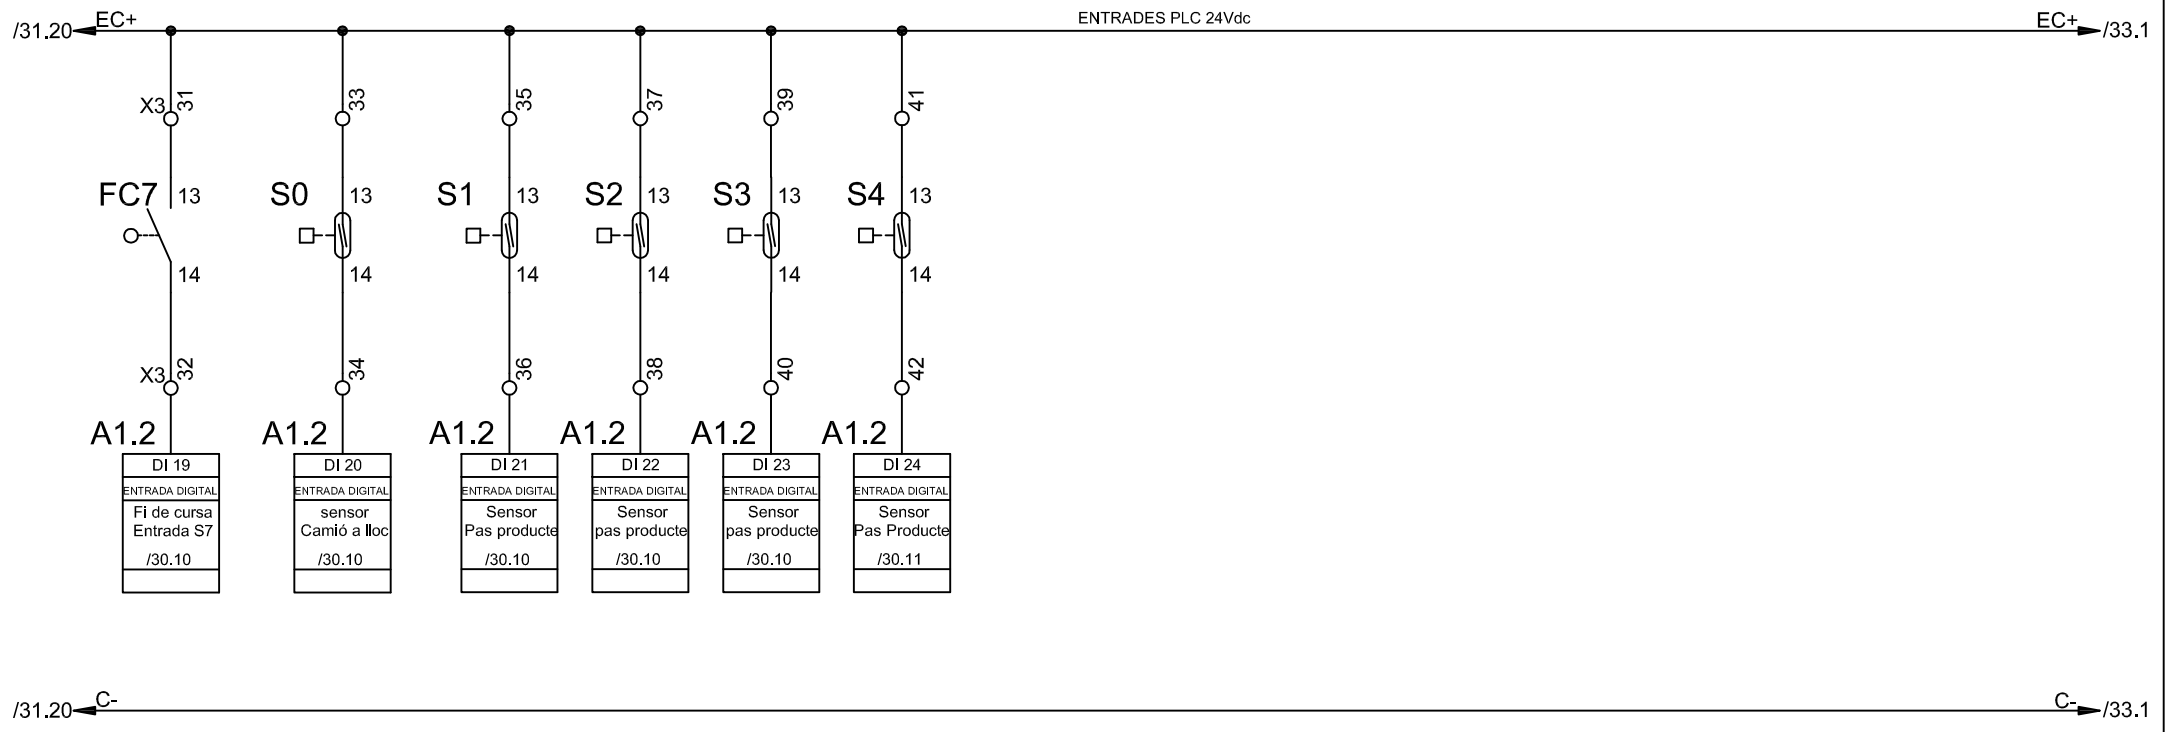 /31.20 EC+ ENTRADES PLC 24Vdc EC+ /33.1
X3 31 33 35 37 39 41
FC7 13 S0 13 S1 13 S2 13 S3 13 S4 13
14 14 14 14 14 14
X3 32 34 36 38 40 42
A1.2 A1.2 A1.2 A1.2 A1.2 A1.2
DI 19 DI 20 DI 21 DI 22 DI 23 DI 24
ENTRADA DIGITAL ENTRADA DIGITAL ENTRADA DIGITAL ENTRADA DIGITAL ENTRADA DIGITAL ENTRADA DIGITAL
Fi de cursa sensor Sensor Sensor Sensor Sensor
Entrada S7 Camió a lloc Pas producte pas producte pas producte Pas Producte
/30.10 /30.10 /30.10 /30.10 /30.10 /30.11
/31.20 C- C- /33.1